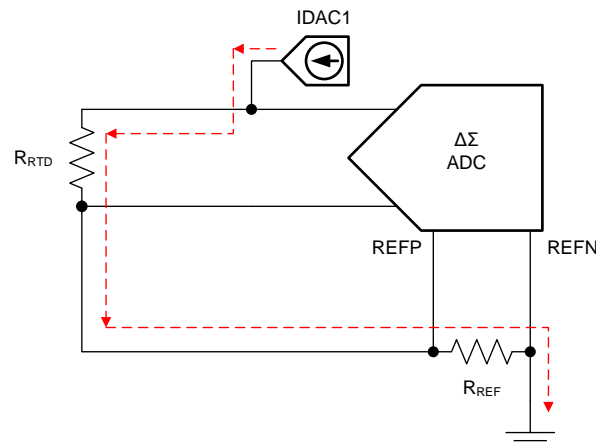 IDAC1
ΔΣ
ADC
RRTD
REFP
REFN
RREF